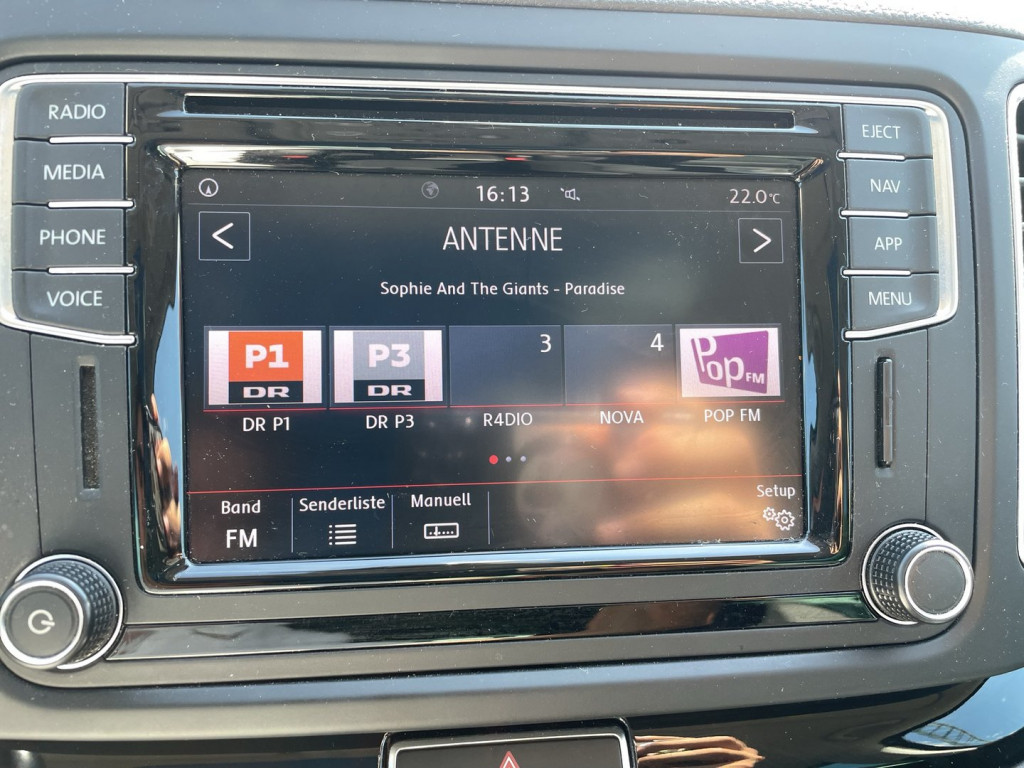 RADIO
MEDIA
PHONE
VOICE
EJECT
NAV
APP
MENU
16:13
22.0°C
<
ANTENNE
>
Sophie And The Giants - Paradise
P1
DR
P3
DR
3
4
Pop FM
DR P1
DR P3
R4DIO
NOVA
POP FM
Band
FM
Senderliste
Manuell
Setup